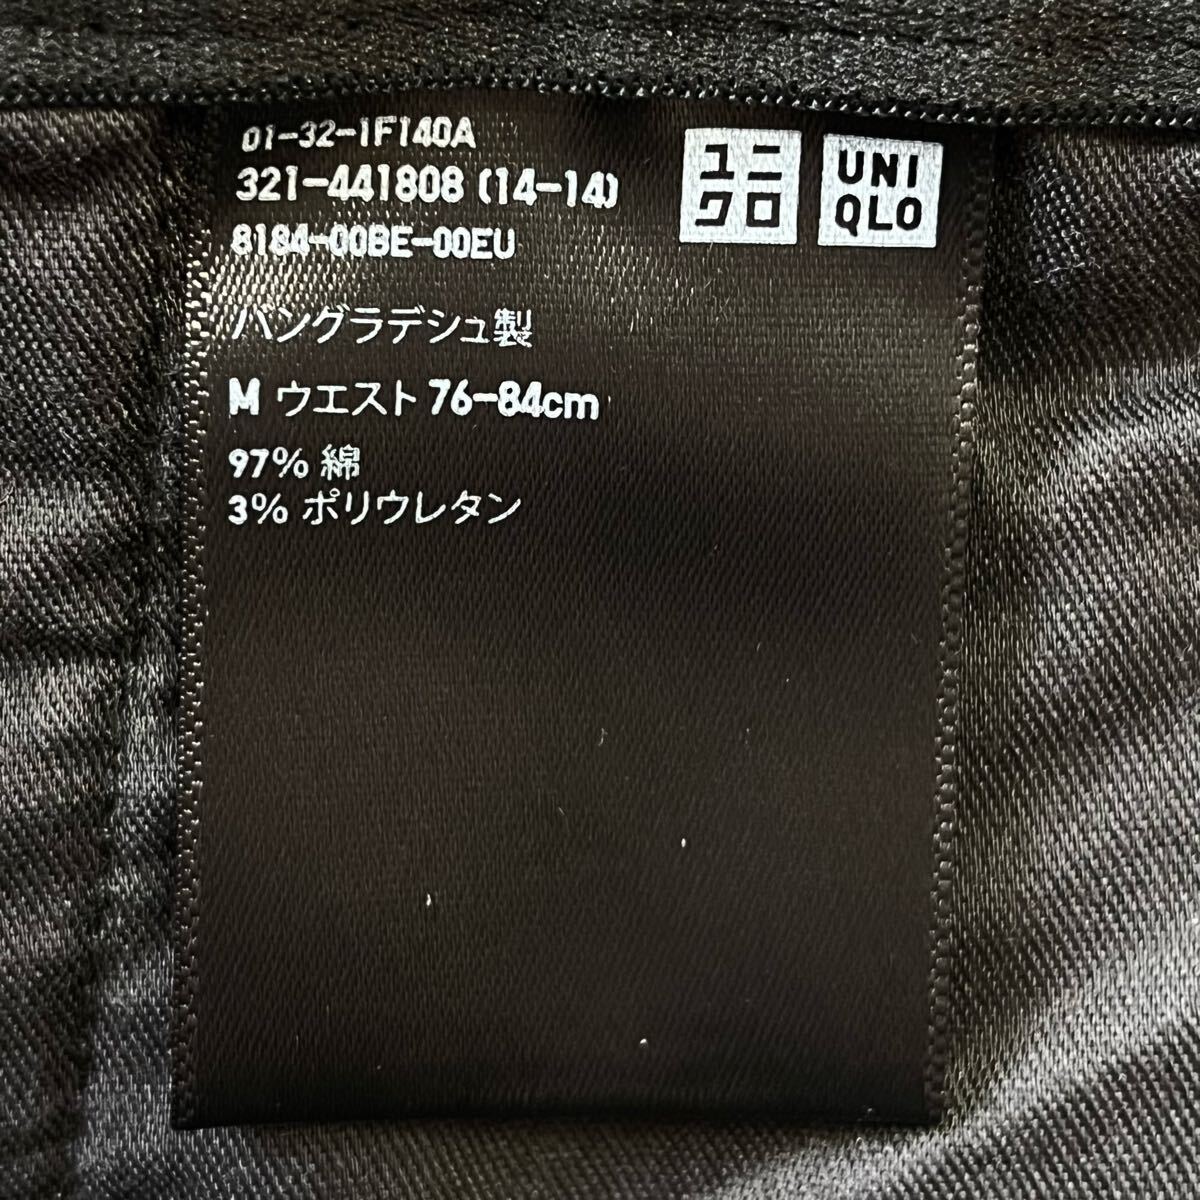 01-32-1F140A
321-441808 (14-14)
8184-00BE-00EU
ユニ
クロ
UNI
QLO
バングラデシュ製
M ウエスト 76-84cm
97% 綿
3% ポリウレタン